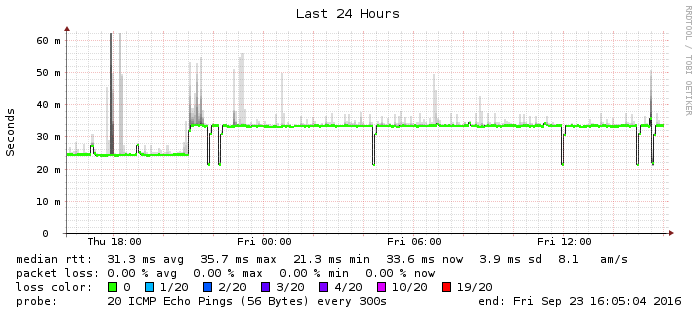 Last 24 Hours
RRDTOOL / TOBI OETIKER
Seconds
60 m
50 m
40 m
30 m
20 m
10 m
0
Thu 18:00 Fri 00:00 Fri 06:00 Fri 12:00
median rtt: 31.3 ms avg 35.7 ms max 21.3 ms min 33.6 ms now 3.9 ms sd 8.1 am/s
packet loss: 0.00 % avg 0.00 % max 0.00 % min 0.00 % now
loss color: 0 1/20 2/20 3/20 4/20 10/20 19/20
probe: 20 ICMP Echo Pings (56 Bytes) every 300s end: Fri Sep 23 16:05:04 2016